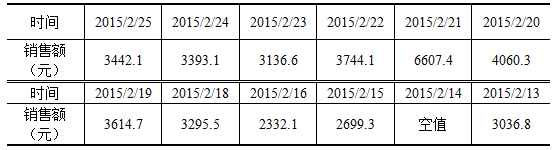 时间 2015/2/25 2015/2/24 2015/2/23 2015/2/22 2015/2/21 2015/2/20
销售额
（元） 3442.1 3393.1 3136.6 3744.1 6607.4 4060.3
时间 2015/2/19 2015/2/18 2015/2/16 2015/2/15 2015/2/14 2015/2/13
销售额
（元） 3614.7 3295.5 2332.1 2699.3 空值 3036.8